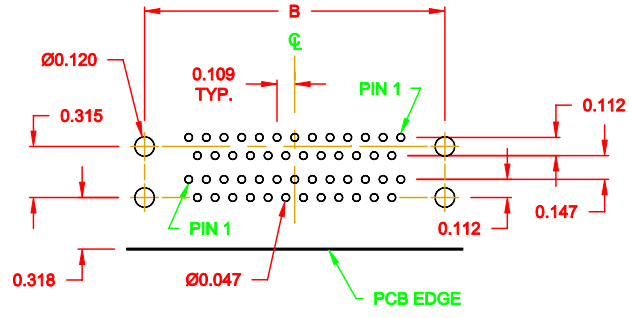 B
℄
Ø0.120
0.109
TYP.
PIN 1
0.112
0.315
PIN 1
0.112
0.147
0.318
Ø0.047
PCB EDGE